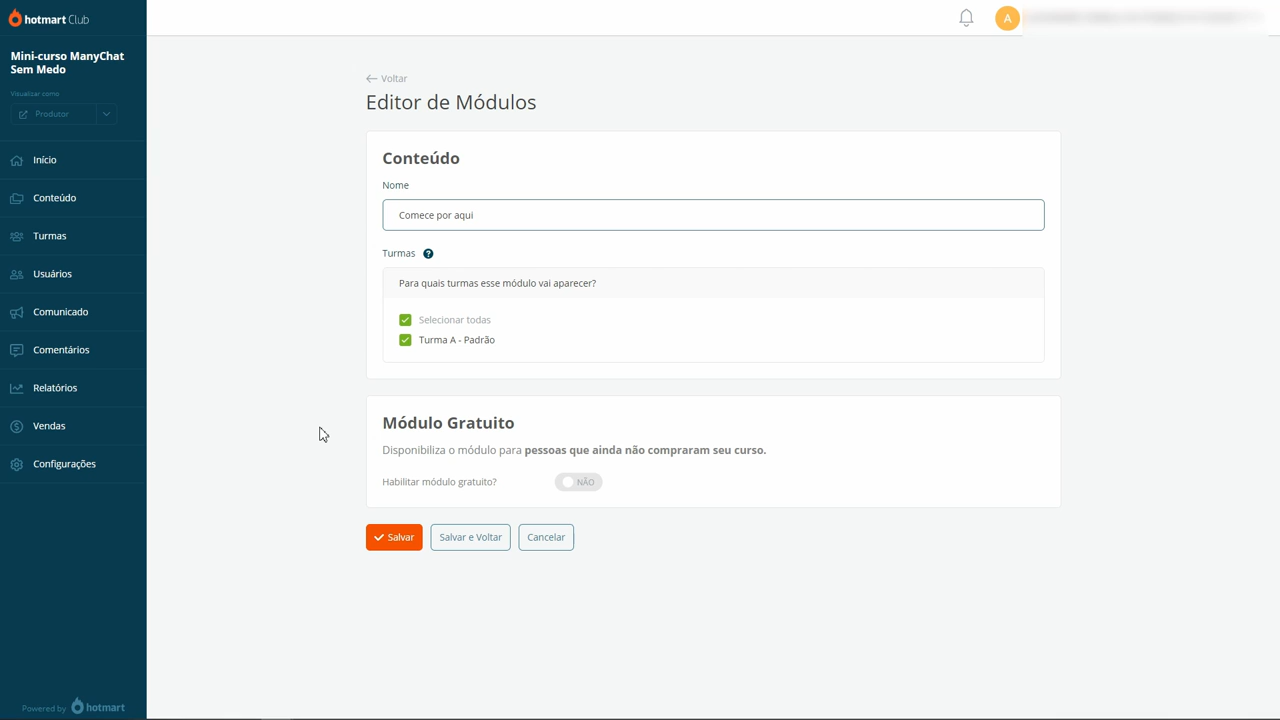 hotmart Club
Mini-curso ManyChat
Sem Medo
Visualizar como
Produtor
Início
Conteúdo
Turmas
Usuários
Comunicado
Comentários
Relatórios
Vendas
Configurações
Powered by hotmart
A
Voltar
Editor de Módulos
Conteúdo
Nome
Comece por aqui
Turmas ?
Para quais turmas esse módulo vai aparecer?
Selecionar todas
Turma A - Padrão
Módulo Gratuito
Disponibiliza o módulo para pessoas que ainda não compraram seu curso.
Habilitar módulo gratuito? NÃO
Salvar Salvar e Voltar Cancelar